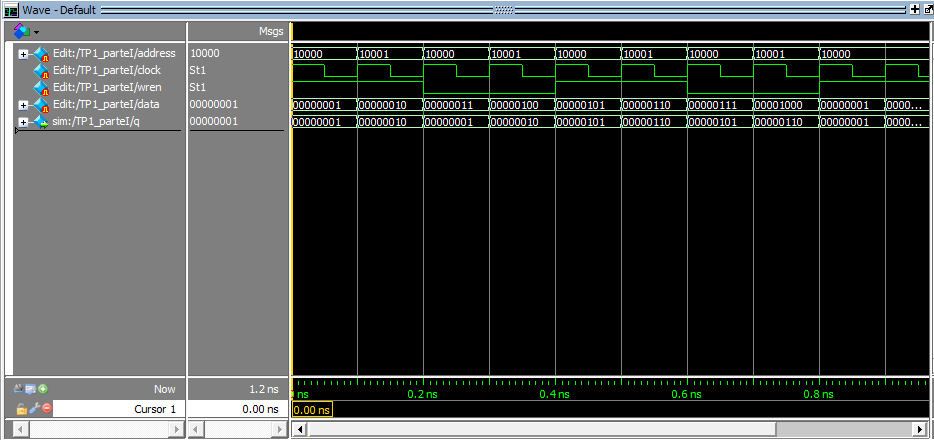 Wave - Default
Msgs
Edit:/TP1_parteI/address 10000 10000 10001 10000 10001 10000 10001 10000 10001 10000
Edit:/TP1_parteI/clock St1
Edit:/TP1_parteI/wren St1
Edit:/TP1_parteI/data 00000001 00000001 00000010 00000011 00000100 00000101 00000110 00000111 00001000 00000001 0000...
sim:/TP1_parteI/q 00000001 00000001 00000010 00000001 00000010 00000101 00000110 00000101 00000110 00000001 0000...
Now 1.2 ns ns 0.2 ns 0.4 ns 0.6 ns 0.8 ns
Cursor 1 0.00 ns 0.00 ns